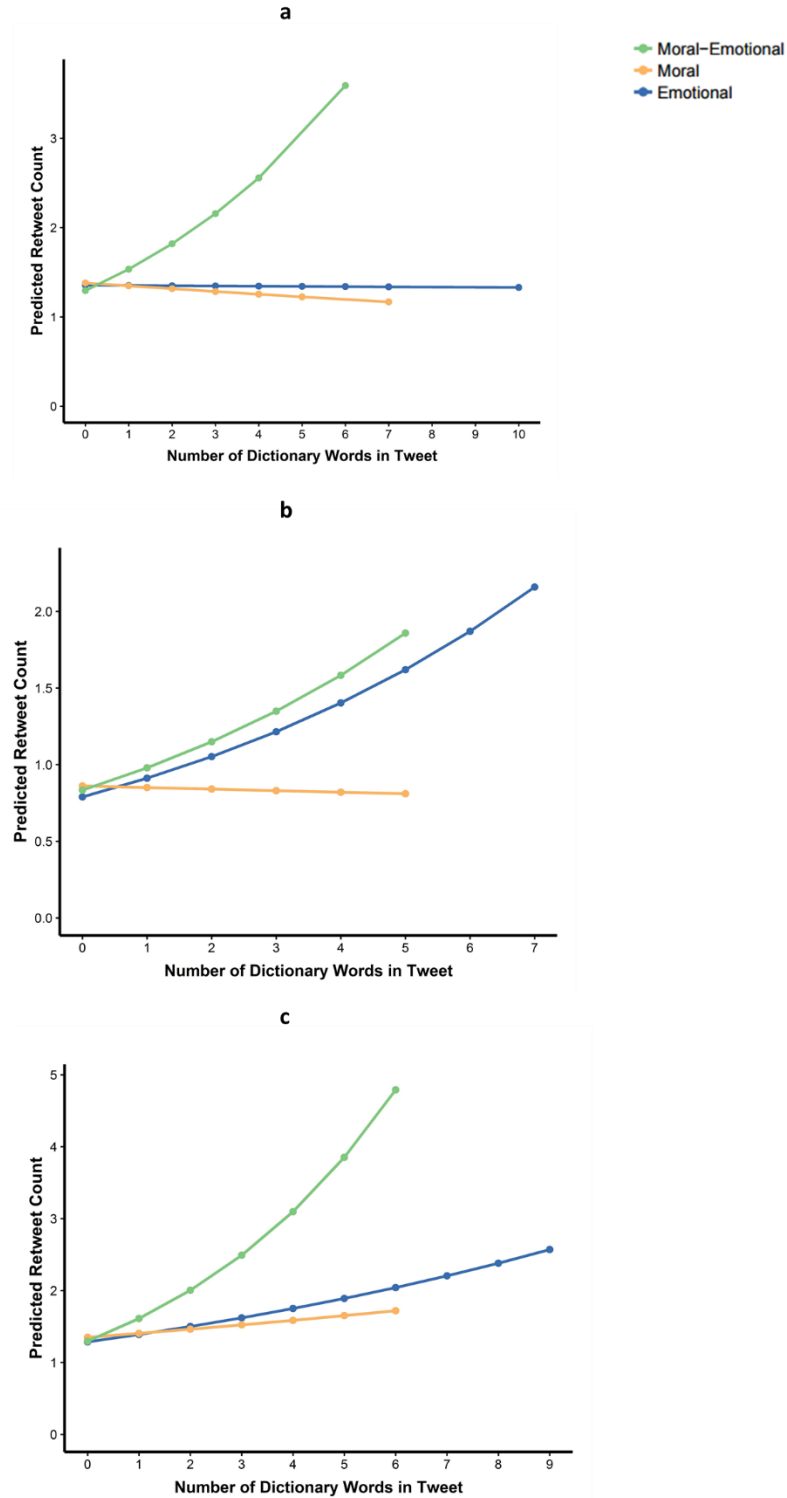 a
Moral−Emotional
Moral
Emotional
3
2
1
0
Predicted Retweet Count
0 1 2 3 4 5 6 7 8 9 10
Number of Dictionary Words in Tweet
b
2.0
1.5
1.0
0.5
0.0
Predicted Retweet Count
0 1 2 3 4 5 6 7
Number of Dictionary Words in Tweet
c
5
4
3
2
1
0
Predicted Retweet Count
0 1 2 3 4 5 6 7 8 9
Number of Dictionary Words in Tweet